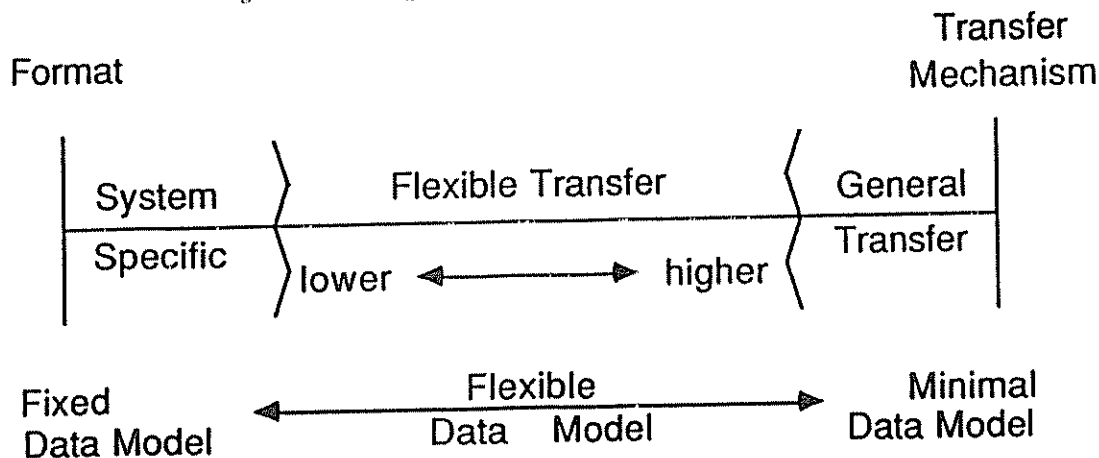 Transfer
Format
Mechanism
System
Flexible Transfer
General
Specific
Transfer
lower
higher
Fixed
Flexible
Minimal
Data Model
Data Model
Data Model